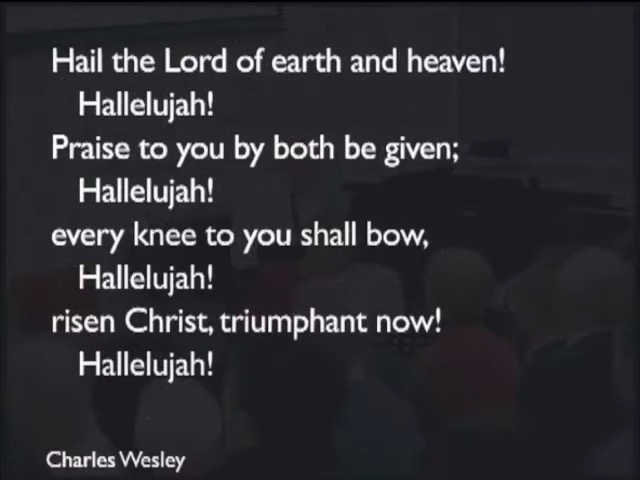 Hail the Lord of earth and heaven!
Hallelujah!
Praise to you by both be given;
Hallelujah!
every knee to you shall bow,
Hallelujah!
risen Christ, triumphant now!
Hallelujah!
Charles Wesley